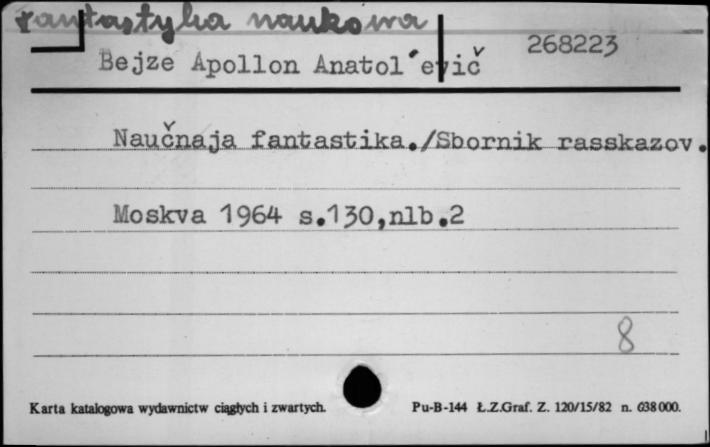 fantastyka naukowa
268223
Bejze Apollon Anatol´evič
Naučnaja fantastika./Sbornik rasskazov.
Moskva 1964 s.130,nlb.2
8
Karta katalogowa wydawnictw ciągłych i zwartych.
Pu-B-144 Ł.Z.Graf. Z. 120/15/82 n. 638000.